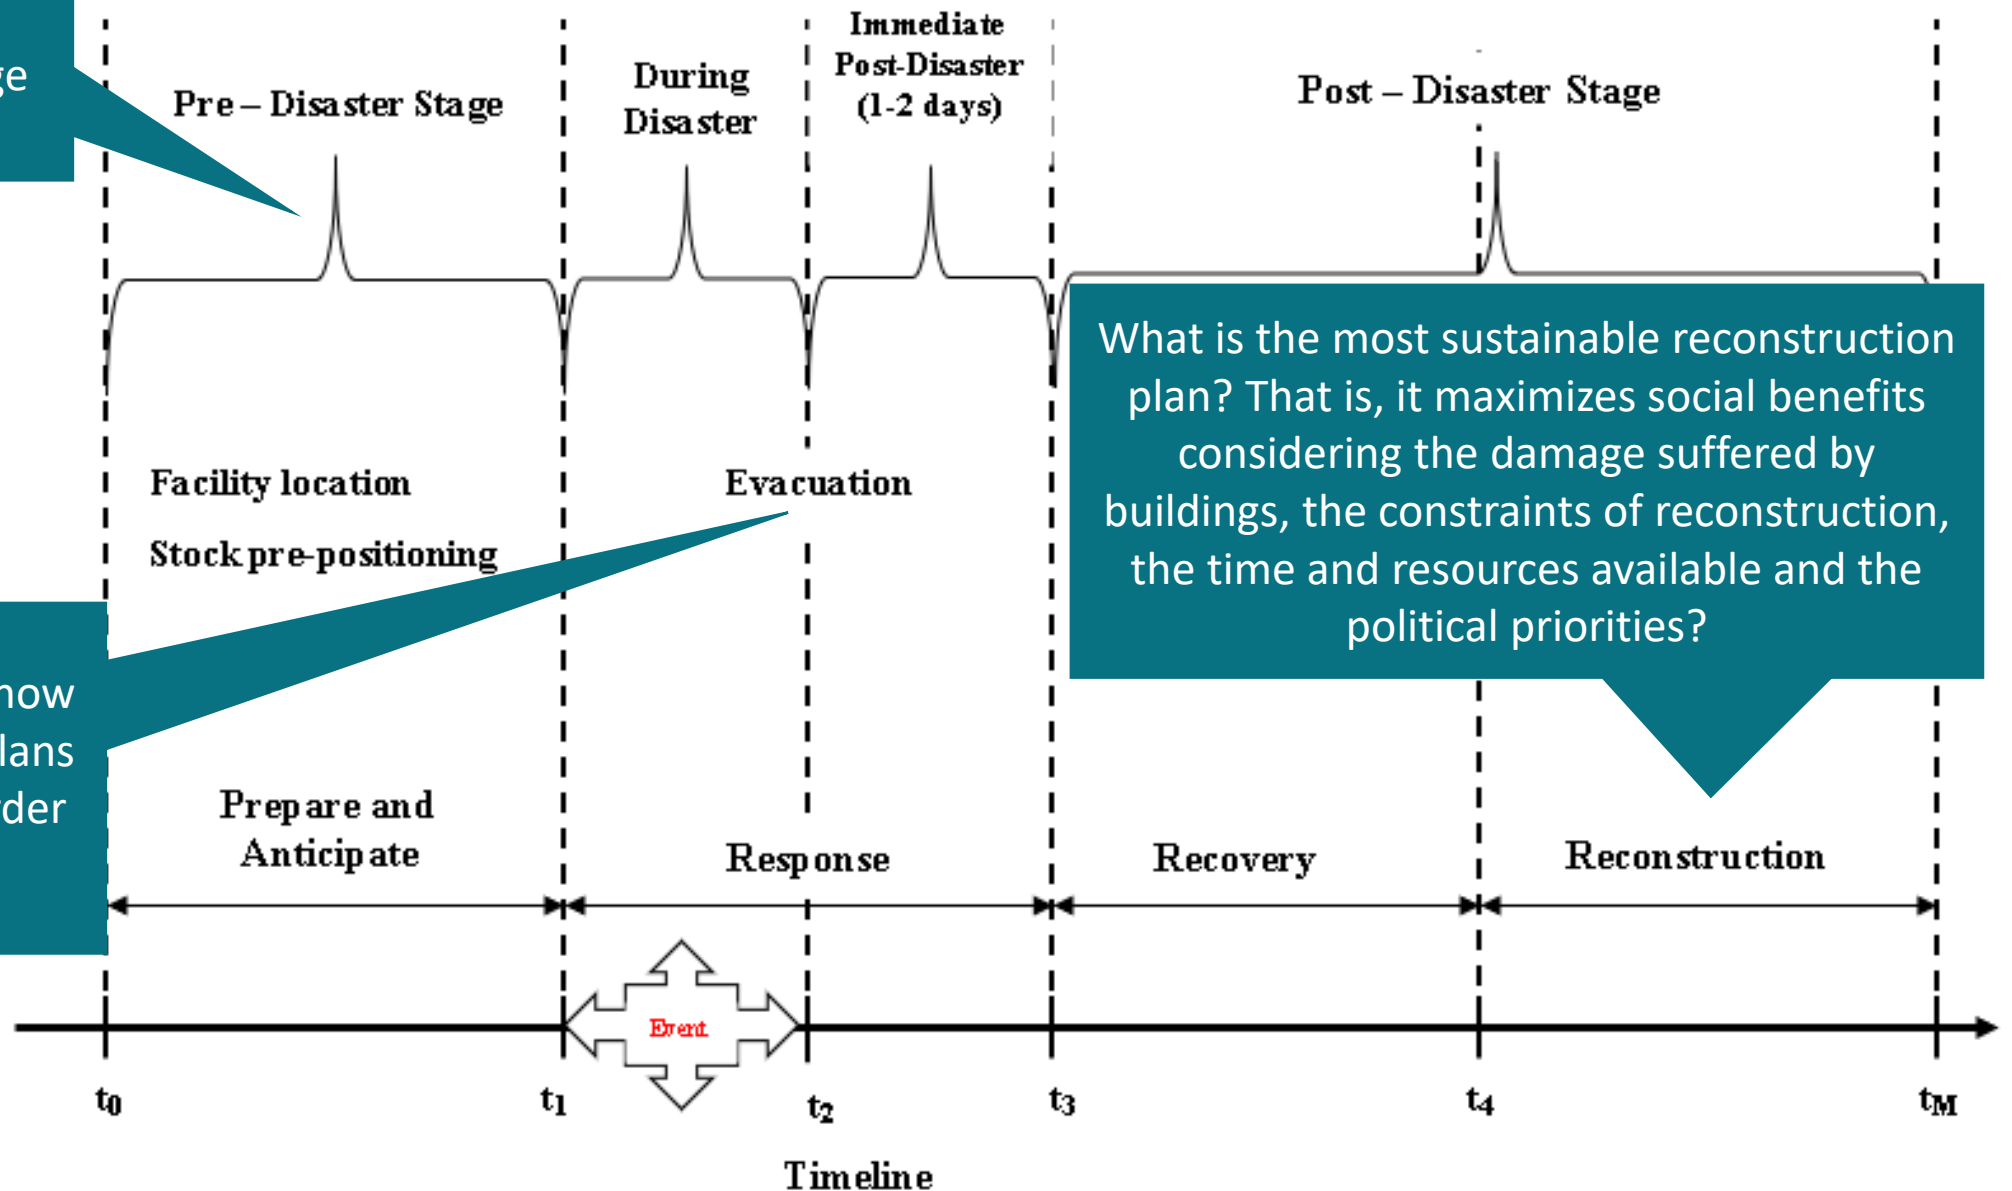 ge
Pre – Disaster Stage
During
Disaster
Immediate
Post-Disaster
(1-2 days)
Post – Disaster Stage
What is the most sustainable reconstruction
plan? That is, it maximizes social benefits
considering the damage suffered by
buildings, the constraints of reconstruction,
the time and resources available and the
political priorities?
Facility location
Stock pre-positioning
Evacuation
lans
Prepare and
Anticipate
Response
Recovery
Reconstruction
Event
t0
t1
t2
t3
t4
tM
Timeline